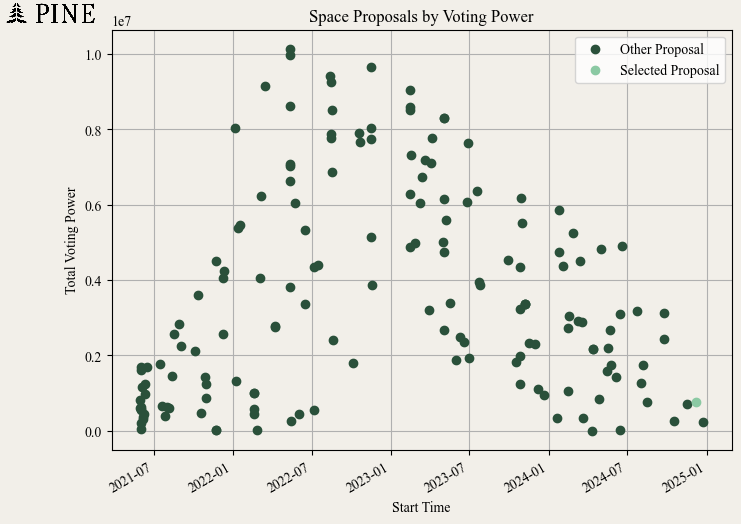 PINE
Space Proposals by Voting Power
1e7
Other Proposal
Selected Proposal
1.0
0.8
0.6
0.4
0.2
0.0
Total Voting Power
2021-07
2022-01
2022-07
2023-01
2023-07
2024-01
2024-07
2025-01
Start Time